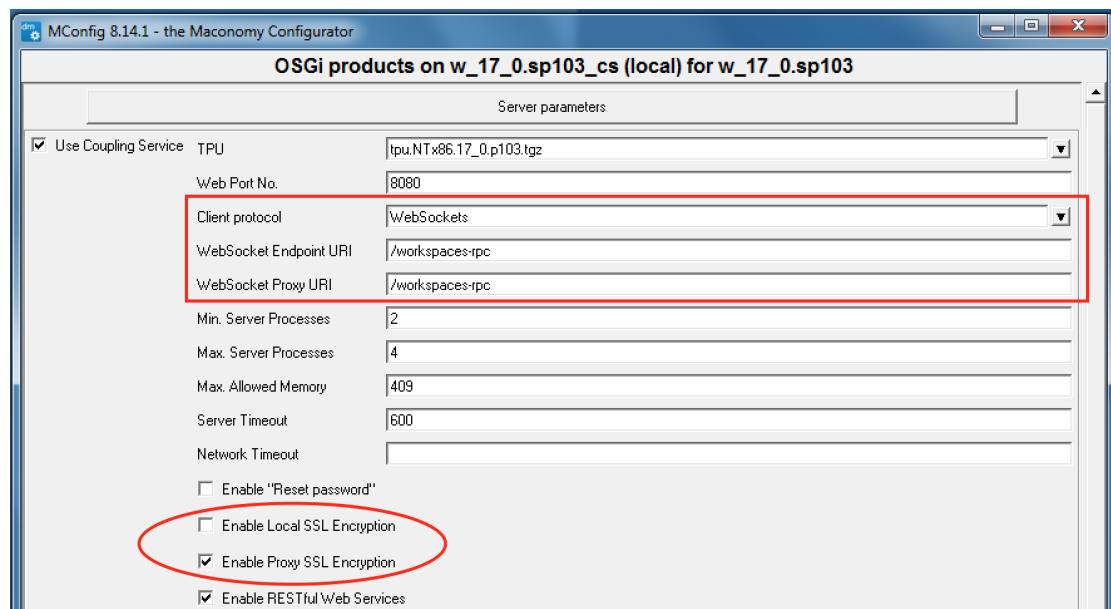 dm
MConfig 8.14.1 - the Maconomy Configurator
OSGi products on w_17_0.sp103_cs (local) for w_17_0.sp103
Server parameters
Use Coupling Service TPU tpu.NTx86.17_0.p103.tgz
Web Port No. 8080
Client protocol WebSockets
WebSocket Endpoint URI /workspaces-rpc
WebSocket Proxy URI /workspaces-rpc
Min. Server Processes 2
Max. Server Processes 4
Max. Allowed Memory 409
Server Timeout 600
Network Timeout
Enable "Reset password"
Enable Local SSL Encryption
Enable Proxy SSL Encryption
Enable RESTful Web Services